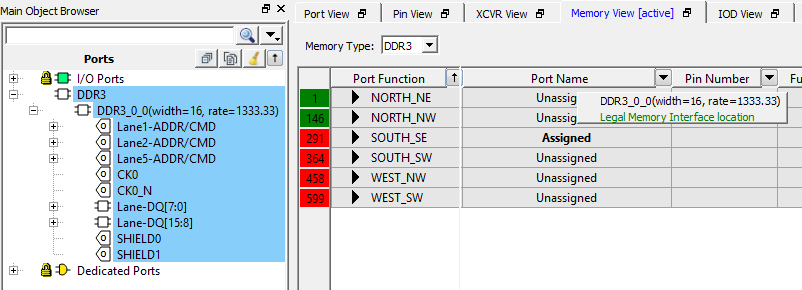 Main Object Browser
Ports
I/O Ports
DDR3
DDR3_0_0(width=16, rate=1333.33)
Lane1-ADDR/CMD
Lane2-ADDR/CMD
Lane5-ADDR/CMD
CK0
CK0_N
Lane-DQ[7:0]
Lane-DQ[15:8]
SHIELD0
SHIELD1
Dedicated Ports
Port View Pin View XCVR View Memory View [active] IOD View
Memory Type: DDR3
Port Function Port Name Pin Number Fu
1 NORTH_NE Unassig
146 NORTH_NW Unassig
291 SOUTH_SE Assigned
364 SOUTH_SW Unassigned
458 WEST_NW Unassigned
599 WEST_SW Unassigned
DDR3_0_0(width=16, rate=1333.33)
Legal Memory Interface location